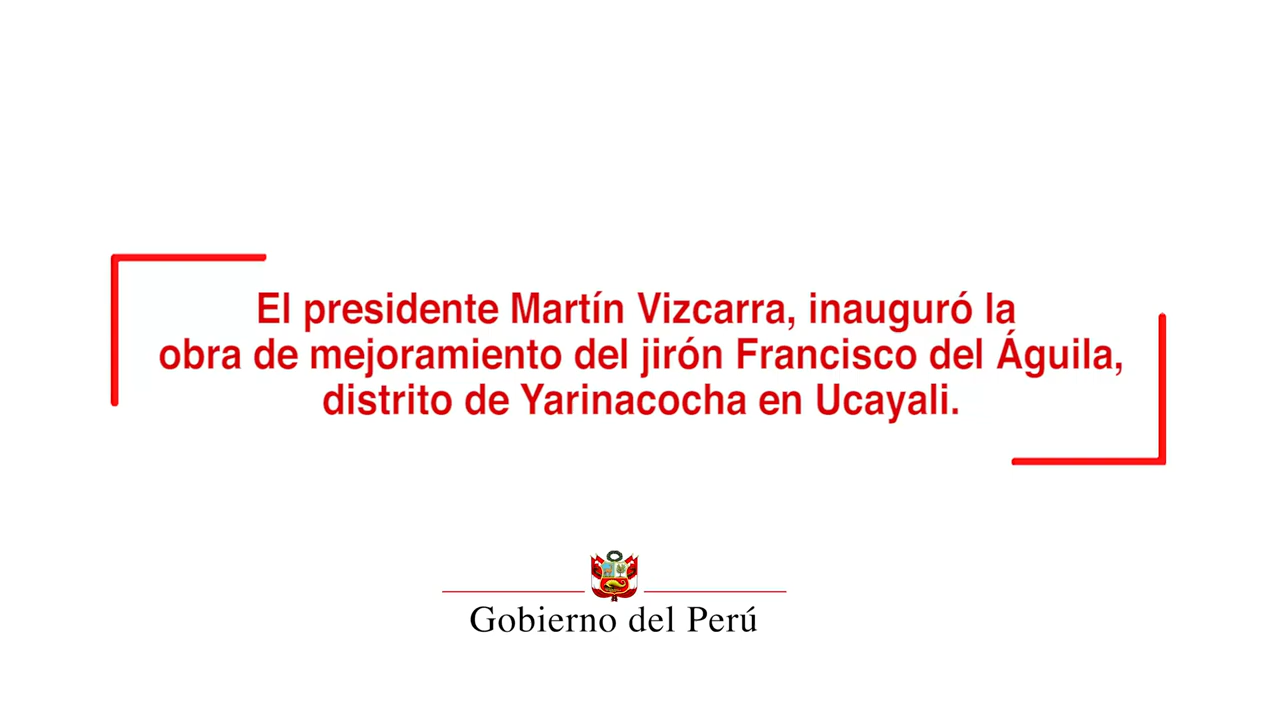 El presidente Martín Vizcarra, inauguró la
obra de mejoramiento del jirón Francisco del Águila,
distrito de Yarinacocha en Ucayali.
Gobierno del Perú